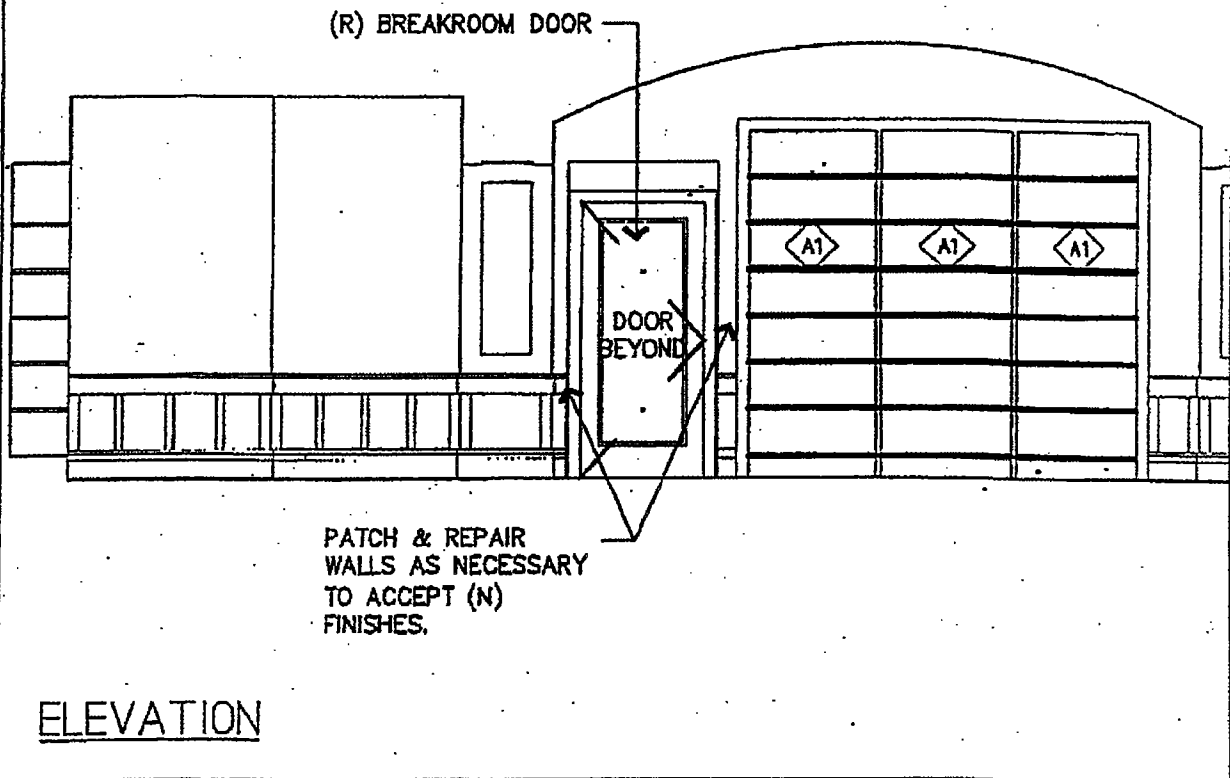 (R) BREAKROOM DOOR
A1 A1 A1
DOOR
BEYOND
PATCH & REPAIR
WALLS AS NECESSARY
TO ACCEPT (N)
FINISHES.
ELEVATION